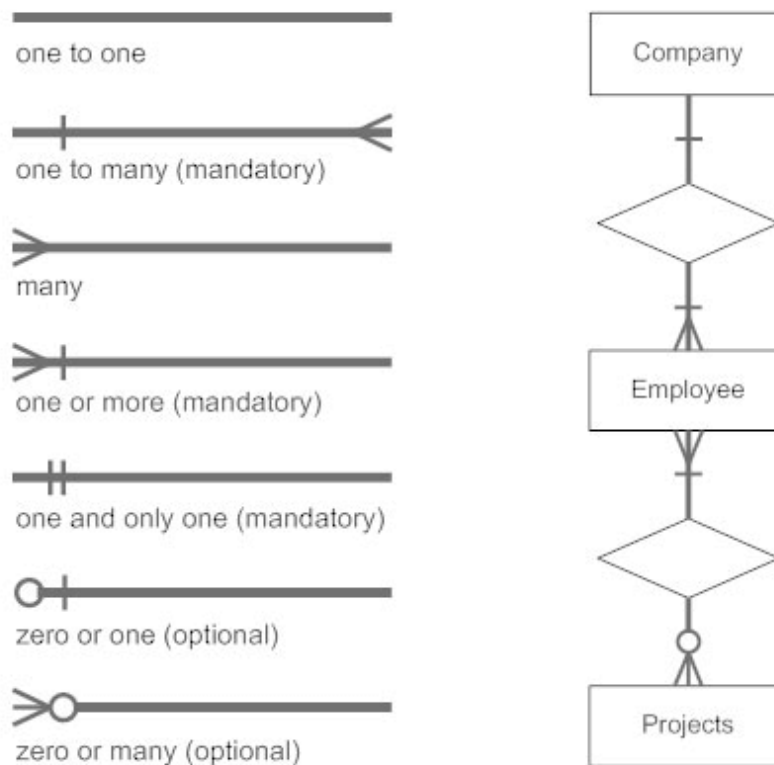 one to one
one to many (mandatory)
many
one or more (mandatory)
one and only one (mandatory)
zero or one (optional)
zero or many (optional)
Company
Employee
Projects